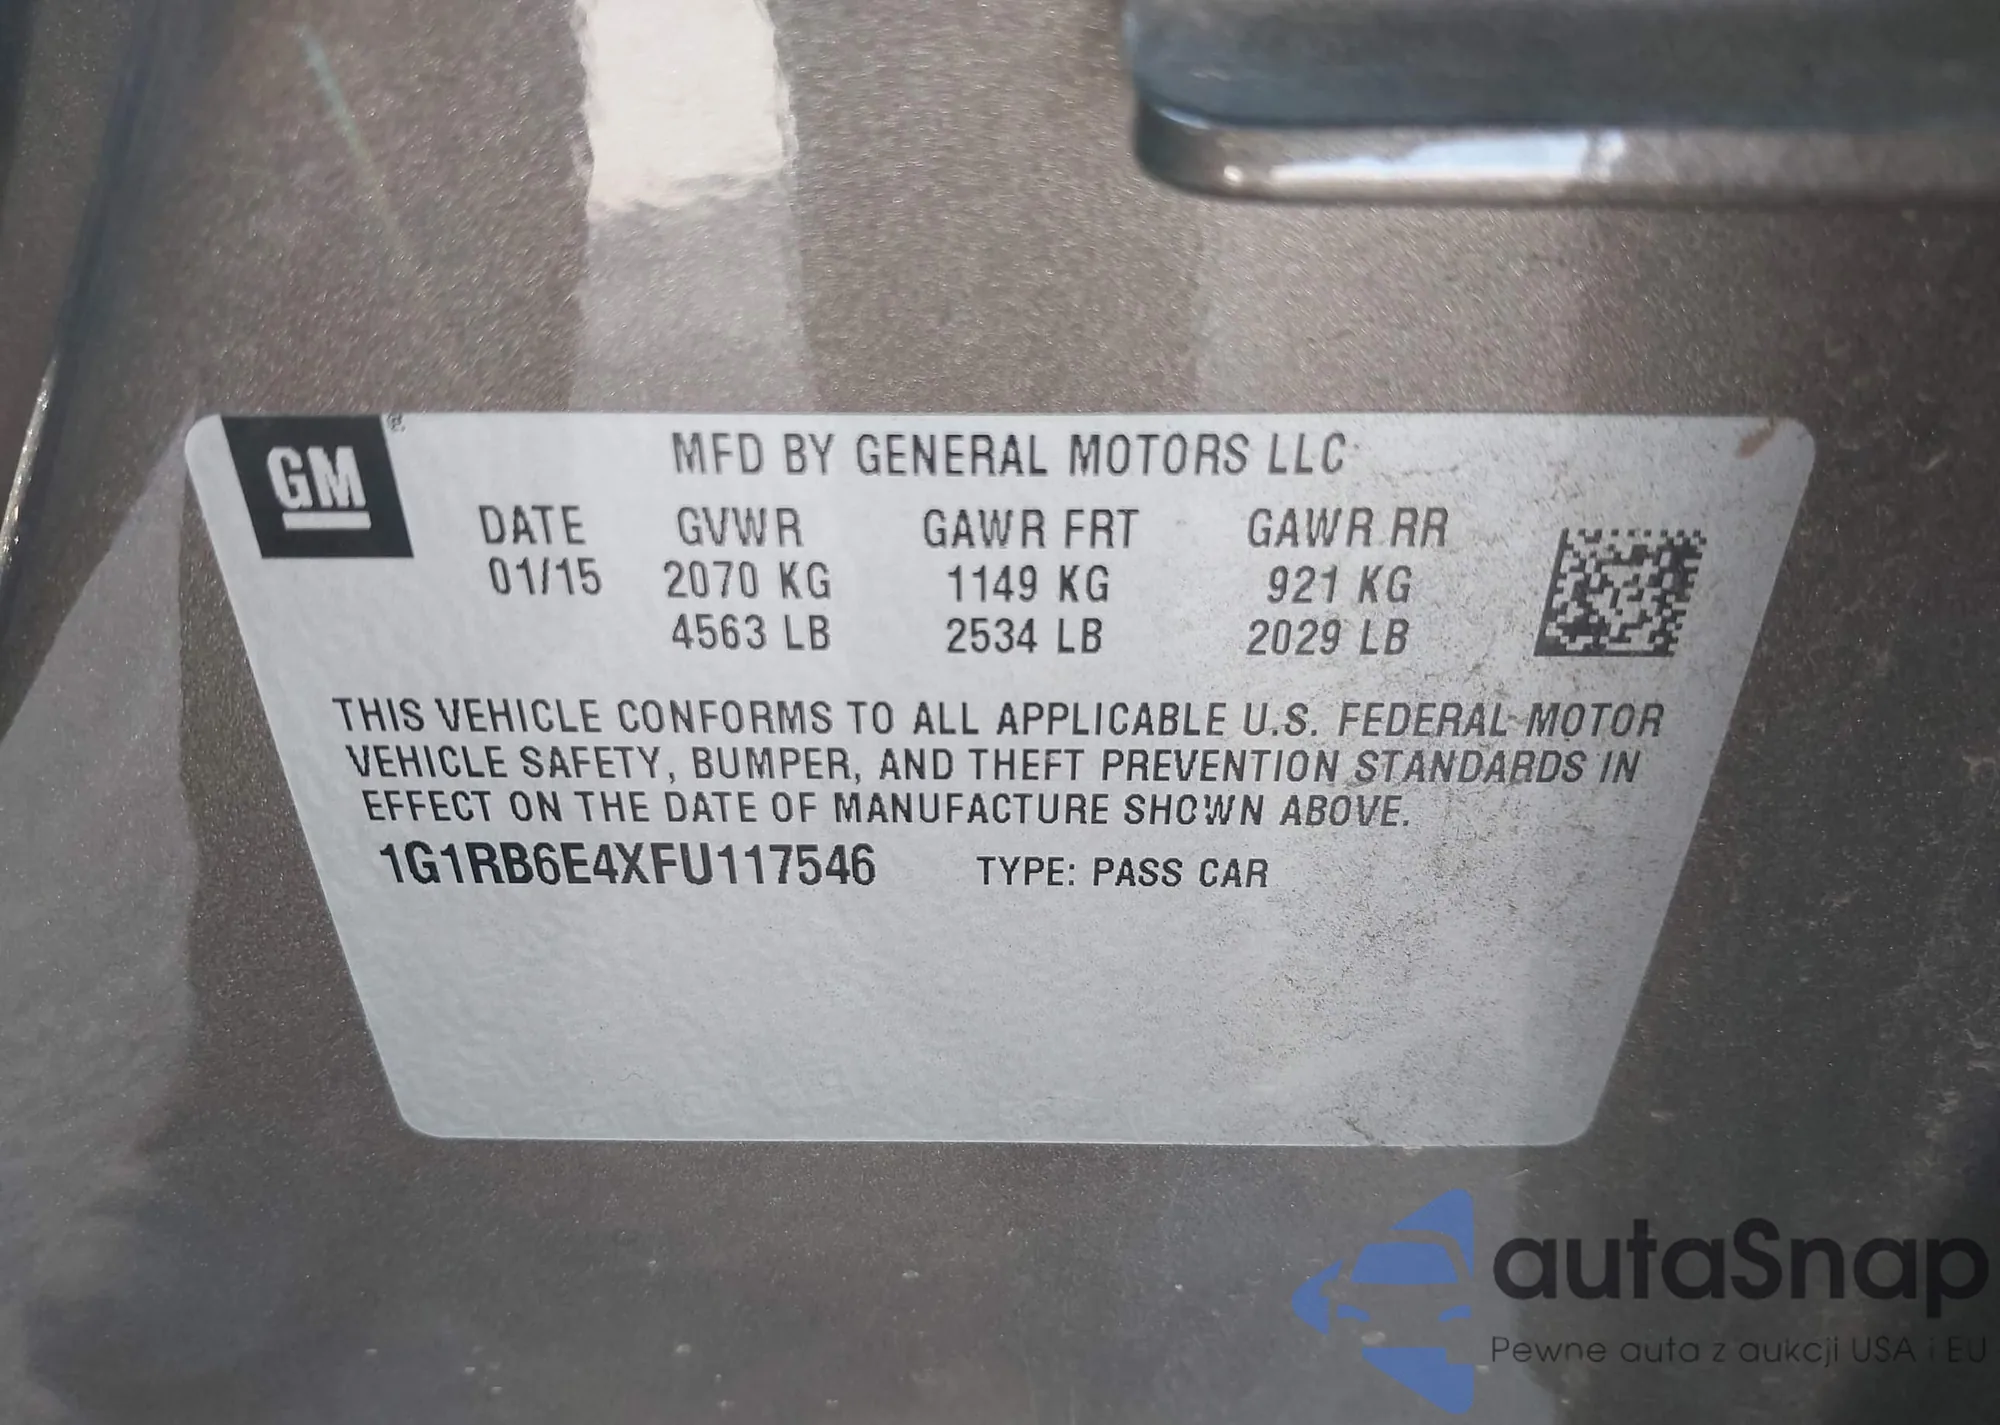 GM ®
MFD BY GENERAL MOTORS LLC
DATE GVWR GAWR FRT GAWR RR
01/15 2070 KG 1149 KG 921 KG
4563 LB 2534 LB 2029 LB
THIS VEHICLE CONFORMS TO ALL APPLICABLE U.S. FEDERAL MOTOR
VEHICLE SAFETY, BUMPER, AND THEFT PREVENTION STANDARDS IN
EFFECT ON THE DATE OF MANUFACTURE SHOWN ABOVE.
1G1RB6E4XFU117546 TYPE: PASS CAR
autaSnap
Pewne auta z aukcji USA i EU